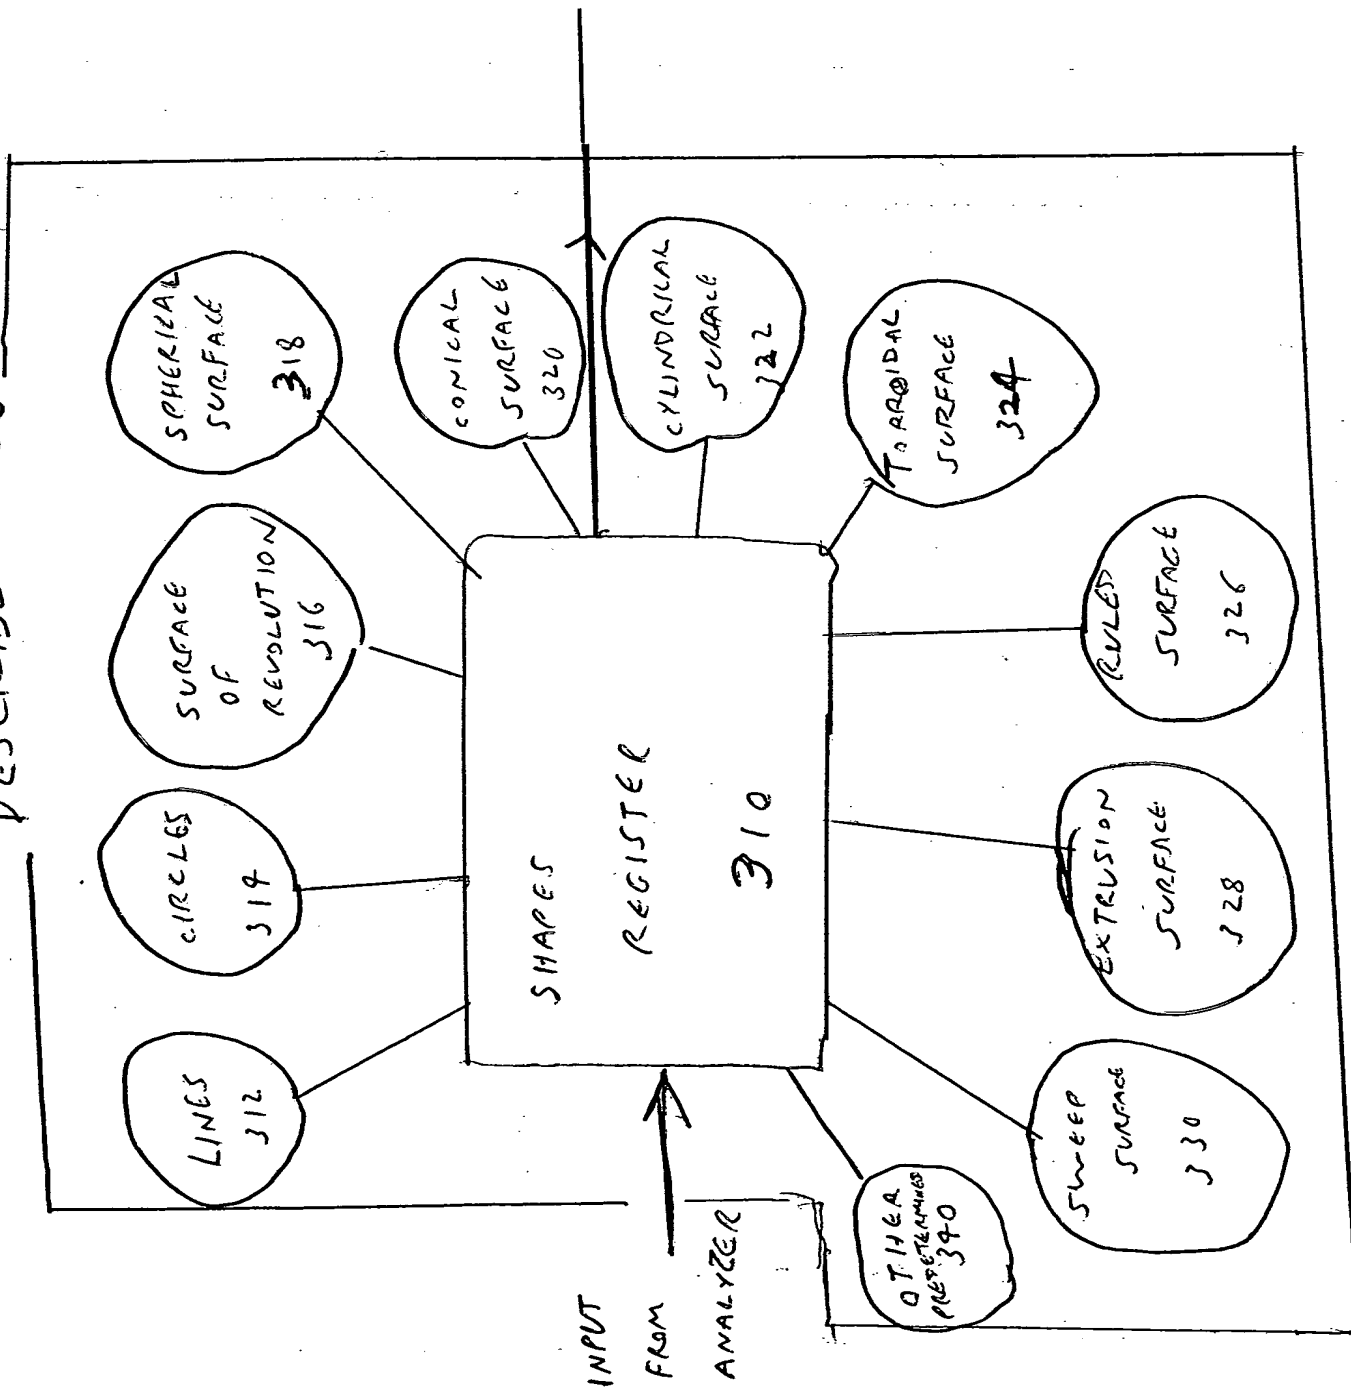 LINES
312
CIRCLES
314
SURFACE
OF
REVOLUTION
316
SPHERICAL
SURFACE
318
CONICAL
SURFACE
320
INPUT
FROM
ANALYZER
SHAPES
REGISTER
310
CYLINDRICAL
SURFACE
322
TORROIDAL
SURFACE
324
OTHER
PREDETERMINED
340
SWEEP
SURFACE
330
EXTRUSION
SURFACE
328
RULED
SURFACE
326